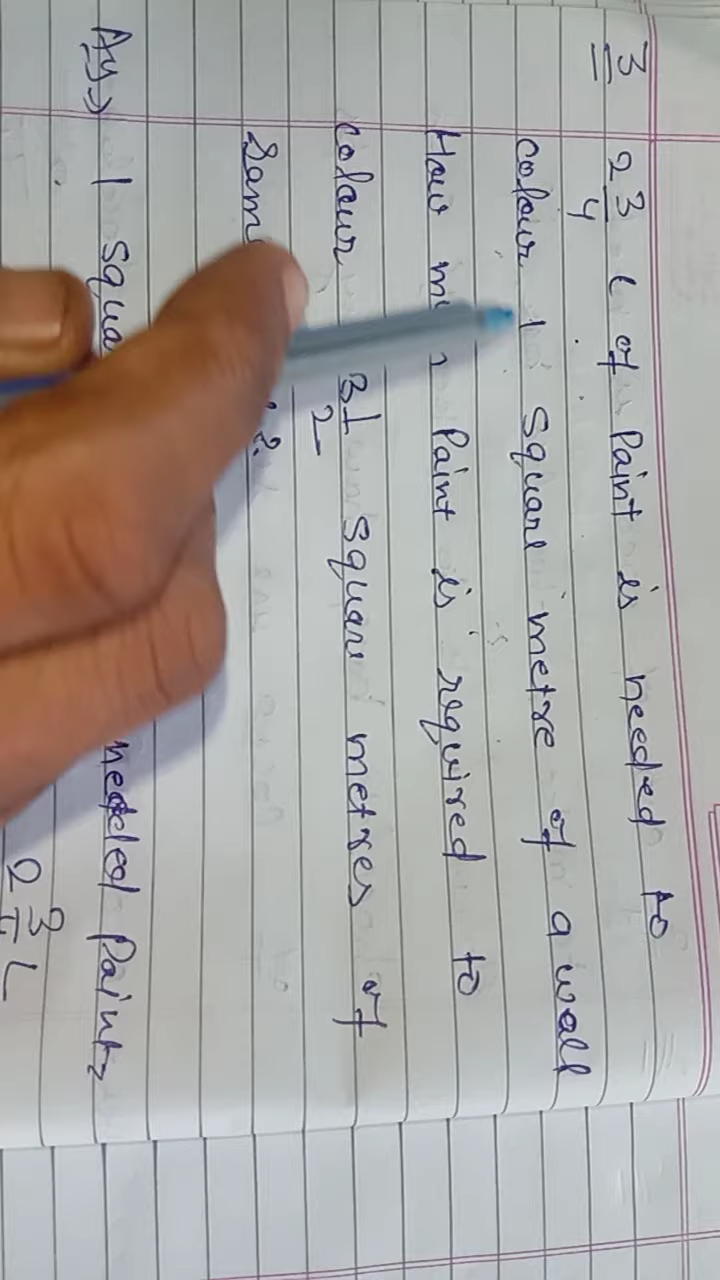 3 2 3/4 L of Paint is needed to
colour 1 square metre of a wall
How Paint is required to
colour 3 1/2 square metres of
Ans→ 1 needed Paint =
2 3/4 L